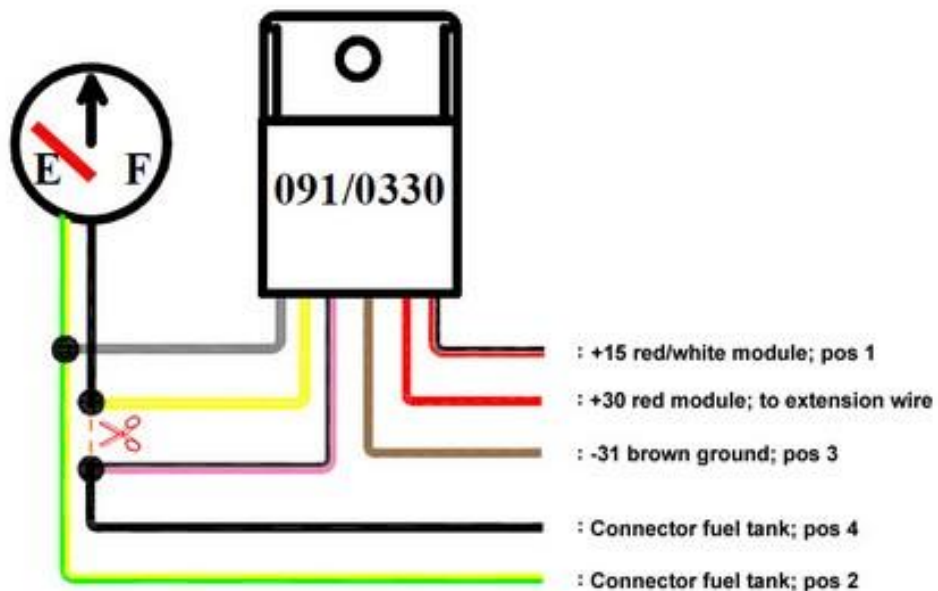 E F
091/0330
: +15 red/white module; pos 1
: +30 red module; to extension wire
: -31 brown ground; pos 3
: Connector fuel tank; pos 4
: Connector fuel tank; pos 2